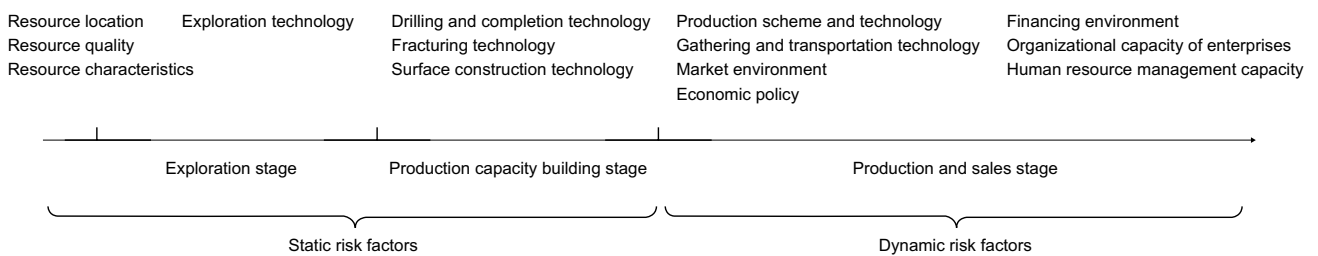 Resource location
Resource quality
Resource characteristics
Exploration technology
Drilling and completion technology
Fracturing technology
Surface construction technology
Production scheme and technology
Gathering and transportation technology
Market environment
Economic policy
Financing environment
Organizational capacity of enterprises
Human resource management capacity
Exploration stage
Production capacity building stage
Production and sales stage
Static risk factors
Dynamic risk factors